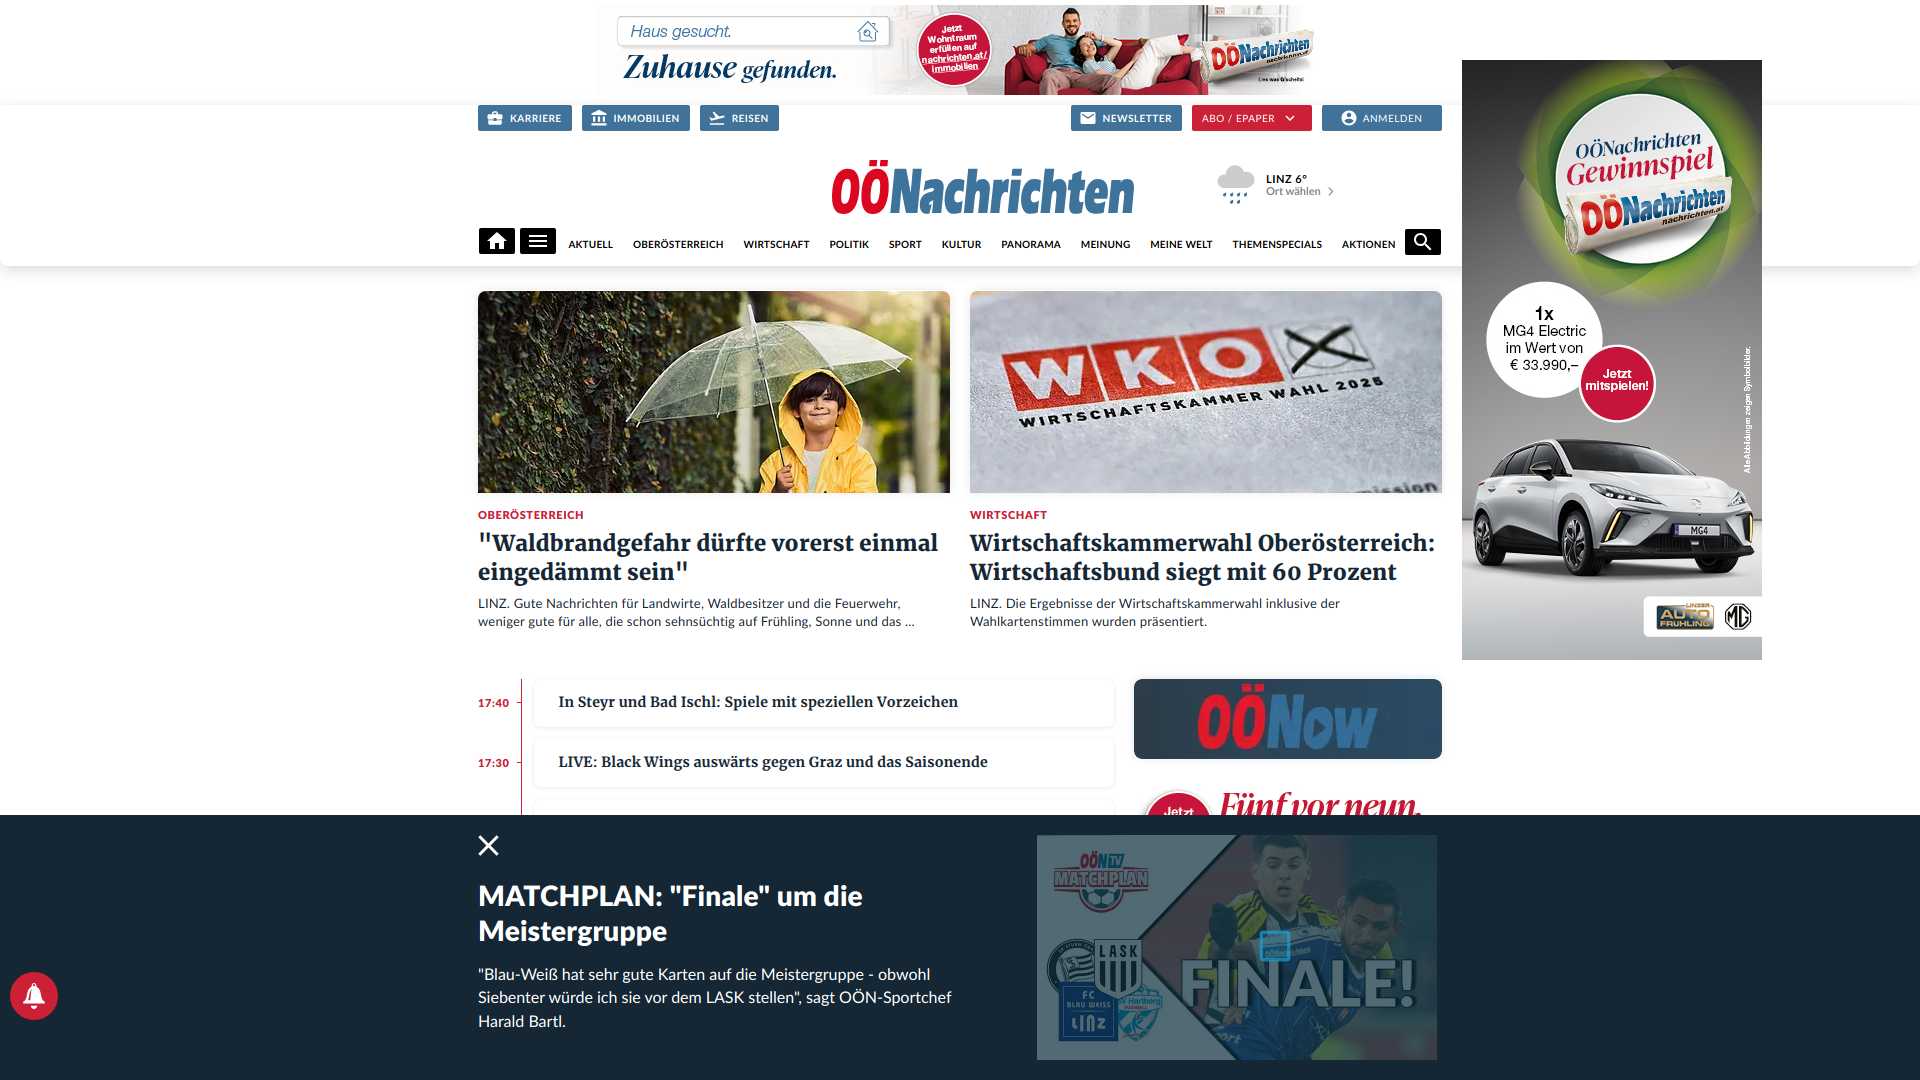 Haus gesucht.
Zuhause gefunden.
Jetzt
Wohntraum
erfüllen auf
nachrichten.at/
immobilien
OÖNachrichten
Lies was G'scheites!
KARRIERE
IMMOBILIEN
REISEN
NEWSLETTER
ABO / EPAPER
ANMELDEN
OÖNachrichten
LINZ 6°
Ort wählen
AKTUELL
OBERÖSTERREICH
WIRTSCHAFT
POLITIK
SPORT
KULTUR
PANORAMA
MEINUNG
MEINE WELT
THEMENSPECIALS
AKTIONEN
OÖNachrichten
Gewinnspiel
OÖNachrichten
nachrichten.at
1x
MG4 Electric
im Wert von
€ 33.990,–
Jetzt
mitspielen!
Alle Abbildungen zeigen Symbolbilder.
MG4
LINZER
AUTO
FRÜHLING
MG
WKO
WIRTSCHAFTSKAMMER WAHL 2025
OBERÖSTERREICH
"Waldbrandgefahr dürfte vorerst einmal
eingedämmt sein"
LINZ. Gute Nachrichten für Landwirte, Waldbesitzer und die Feuerwehr,
weniger gute für alle, die schon sehnsüchtig auf Frühling, Sonne und das ...
WIRTSCHAFT
Wirtschaftskammerwahl Oberösterreich:
Wirtschaftsbund siegt mit 60 Prozent
LINZ. Die Ergebnisse der Wirtschaftskammerwahl inklusive der
Wahlkartenstimmen wurden präsentiert.
17:40
In Steyr und Bad Ischl: Spiele mit speziellen Vorzeichen
17:30
LIVE: Black Wings auswärts gegen Graz und das Saisonende
OÖNow
Jetzt
Fünf vor neun.
MATCHPLAN: "Finale" um die
Meistergruppe
"Blau-Weiß hat sehr gute Karten auf die Meistergruppe - obwohl
Siebenter würde ich sie vor dem LASK stellen", sagt OÖN-Sportchef
Harald Bartl.
OÖN TV
MATCHPLAN
LASK
FC
BLAU WEISS
LINZ
Hartberg
FINALE!